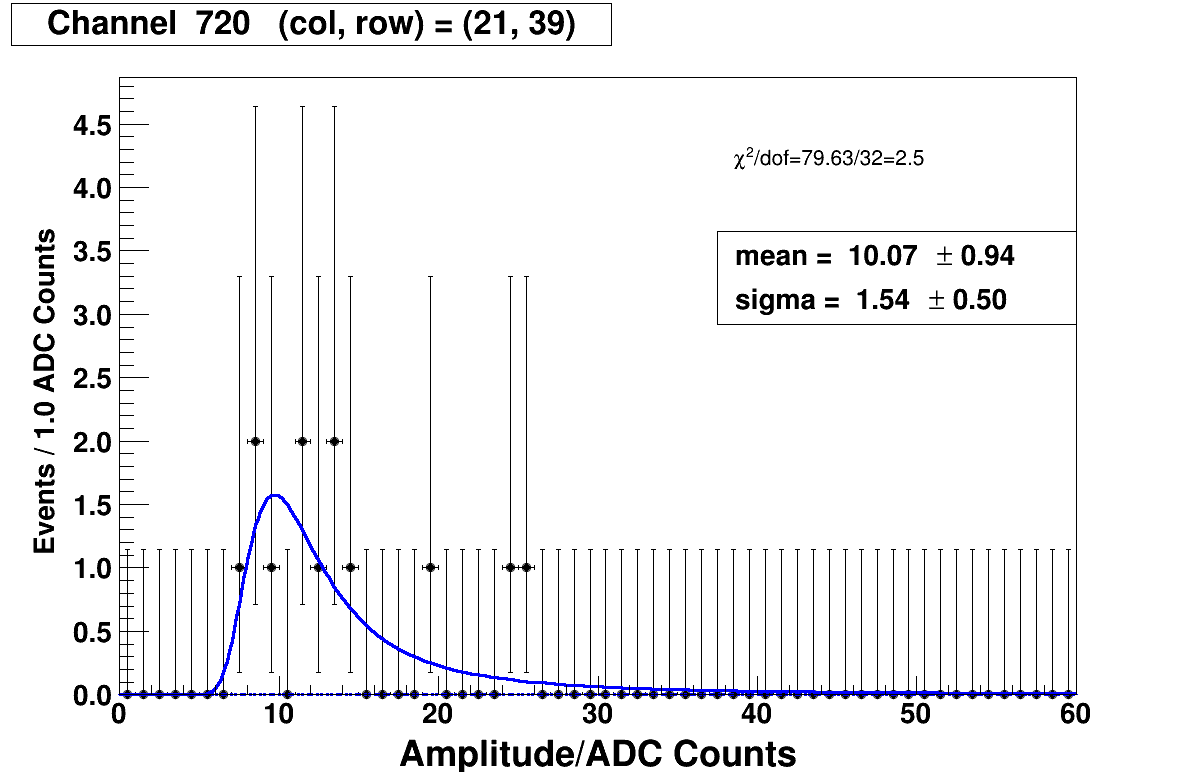 Channel 720 (col, row) = (21, 39)
χ²/dof=79.63/32=2.5
mean = 10.07 ± 0.94
sigma = 1.54 ± 0.50
Events / 1.0 ADC Counts
4.5
4.0
3.5
3.0
2.5
2.0
1.5
1.0
0.5
0.0
0 10 20 30 40 50 60
Amplitude/ADC Counts